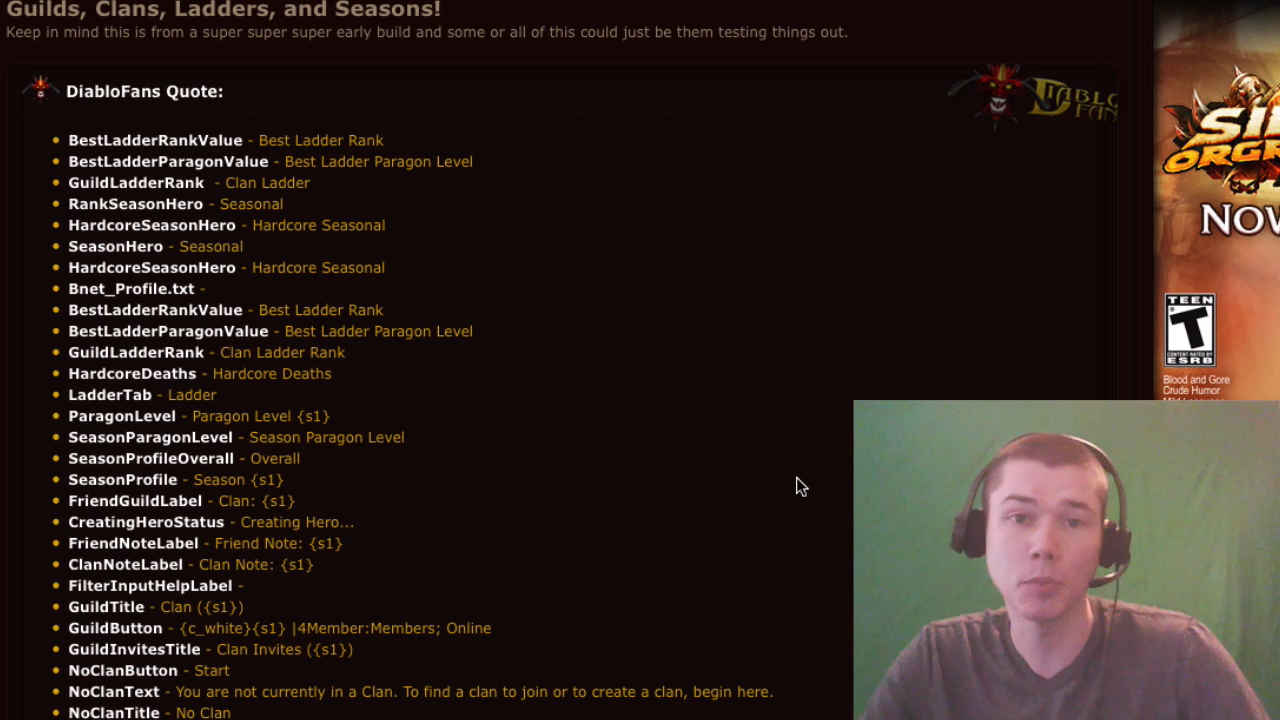 Guilds, Clans, Ladders, and Seasons!
Keep in mind this is from a super super super early build and some or all of this could just be them testing things out.
DiabloFans Quote:
BestLadderRankValue - Best Ladder Rank
BestLadderParagonValue - Best Ladder Paragon Level
GuildLadderRank - Clan Ladder
RankSeasonHero - Seasonal
HardcoreSeasonHero - Hardcore Seasonal
SeasonHero - Seasonal
HardcoreSeasonHero - Hardcore Seasonal
Bnet_Profile.txt -
BestLadderRankValue - Best Ladder Rank
BestLadderParagonValue - Best Ladder Paragon Level
GuildLadderRank - Clan Ladder Rank
HardcoreDeaths - Hardcore Deaths
LadderTab - Ladder
ParagonLevel - Paragon Level {s1}
SeasonParagonLevel - Season Paragon Level
SeasonProfileOverall - Overall
SeasonProfile - Season {s1}
FriendGuildLabel - Clan: {s1}
CreatingHeroStatus - Creating Hero...
FriendNoteLabel - Friend Note: {s1}
ClanNoteLabel - Clan Note: {s1}
FilterInputHelpLabel -
GuildTitle - Clan ({s1})
GuildButton - {c_white}{s1} |4Member:Members; Online
GuildInvitesTitle - Clan Invites ({s1})
NoClanButton - Start
NoClanText - You are not currently in a Clan. To find a clan to join or to create a clan, begin here.
NoClanTitle - No Clan
DIABLO
FAN
TEEN
T
CONTENT RATED BY
ESRB
Blood and Gore
Crude Humor